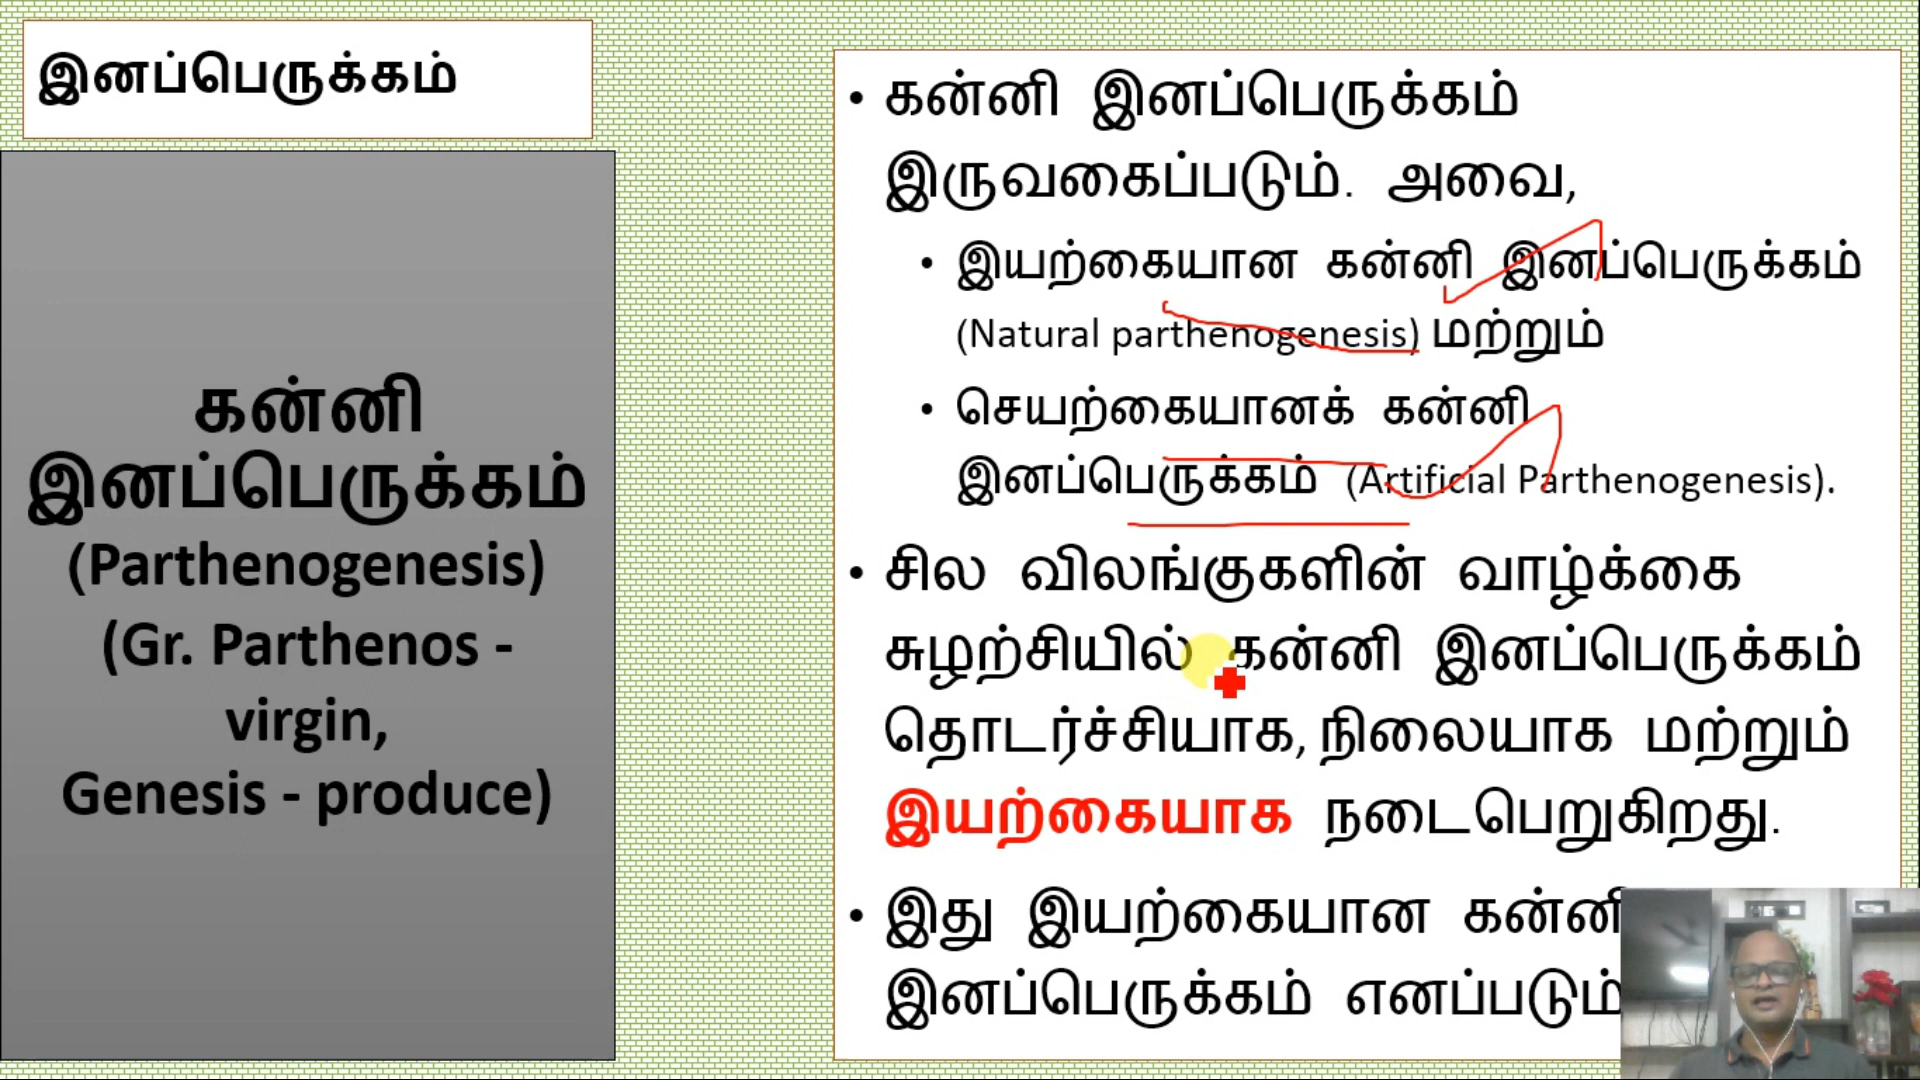 இனப்பெருக்கம்
கன்னி
இனப்பெருக்கம்
(Parthenogenesis)
(Gr. Parthenos -
virgin,
Genesis - produce)
• கன்னி இனப்பெருக்கம்
இருவகைப்படும். அவை,
• இயற்கையான கன்னி இனப்பெருக்கம்
(Natural parthenogenesis) மற்றும்
• செயற்கையானக் கன்னி
இனப்பெருக்கம் (Artificial Parthenogenesis).
• சில விலங்குகளின் வாழ்க்கை
சுழற்சியில் கன்னி இனப்பெருக்கம்
தொடர்ச்சியாக, நிலையாக மற்றும்
இயற்கையாக நடைபெறுகிறது.
• இது இயற்கையான கன்னி
இனப்பெருக்கம் எனப்படும்